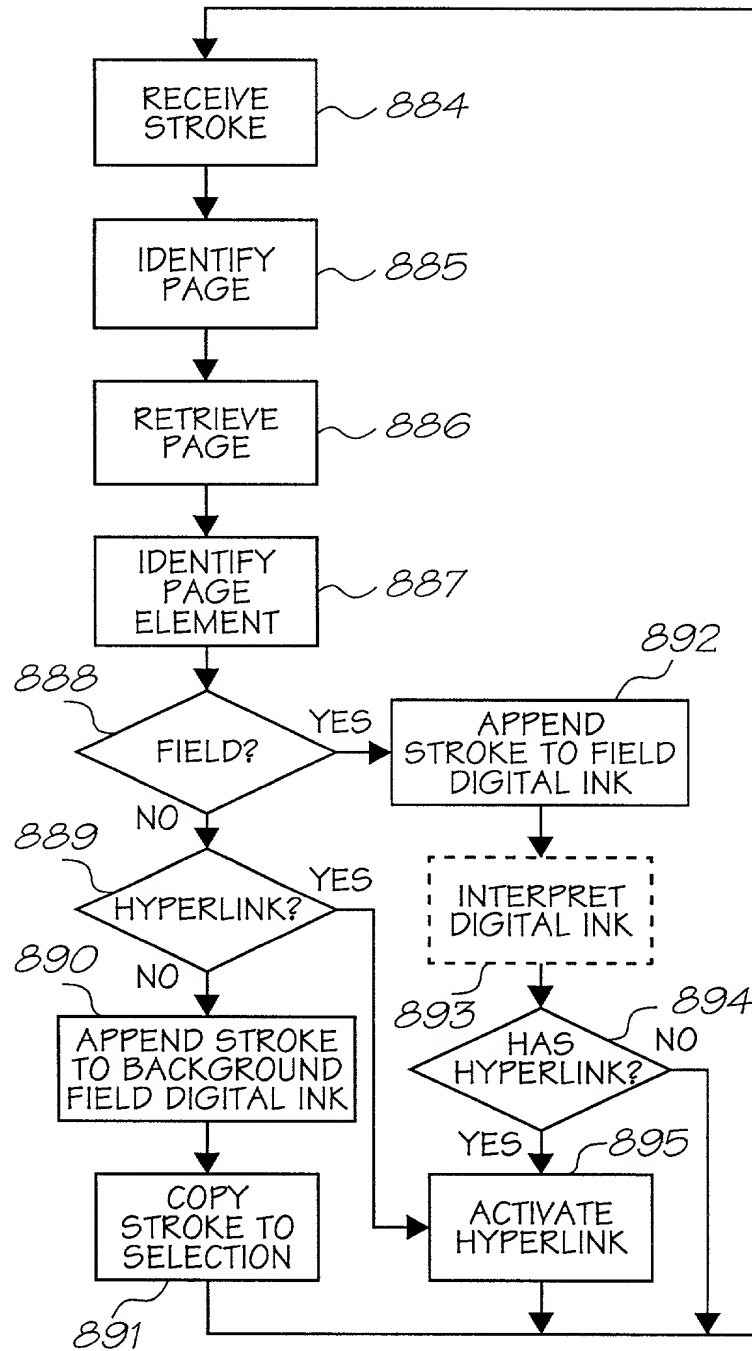 RECEIVE
STROKE
884
IDENTIFY
PAGE
885
RETRIEVE
PAGE
886
IDENTIFY
PAGE
ELEMENT
887
888
FIELD?
YES
NO
892
APPEND
STROKE TO FIELD
DIGITAL INK
889
HYPERLINK?
YES
NO
INTERPRET
DIGITAL INK
893
890
APPEND STROKE
TO BACKGROUND
FIELD DIGITAL INK
894
HAS
HYPERLINK?
NO
YES
895
COPY
STROKE TO
SELECTION
891
ACTIVATE
HYPERLINK